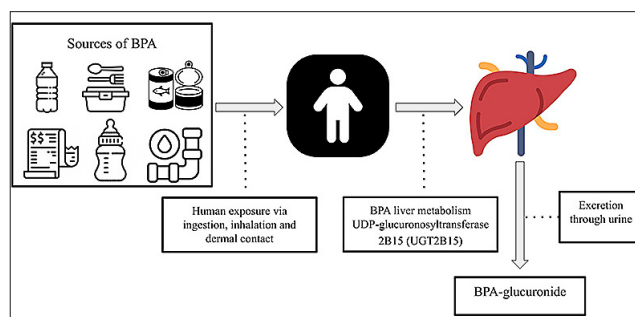 Sources of BPA
$$
Human exposure via
ingestion, inhalation and
dermal contact
BPA liver metabolism
UDP-glucuronosyltransferase
2B15 (UGT2B15)
Excretion
through urine
BPA-glucuronide